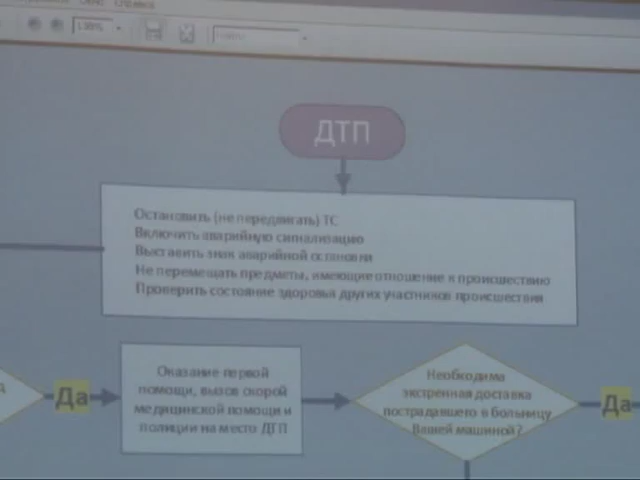 138%
ДТП
Остановить (не передвигать) ТС
Включить аварийную сигнализацию
Выставить знак аварийной остановки
Не перемещать предметы, имеющие отношение к происшествию
Проверить состояние здоровья других участников происшествия
Да
Оказание первой
помощи, вызов скорой
медицинской помощи и
полиции на место ДТП
Необходима
экстренная доставка
пострадавшего в больницу
Вашей машиной?
Да